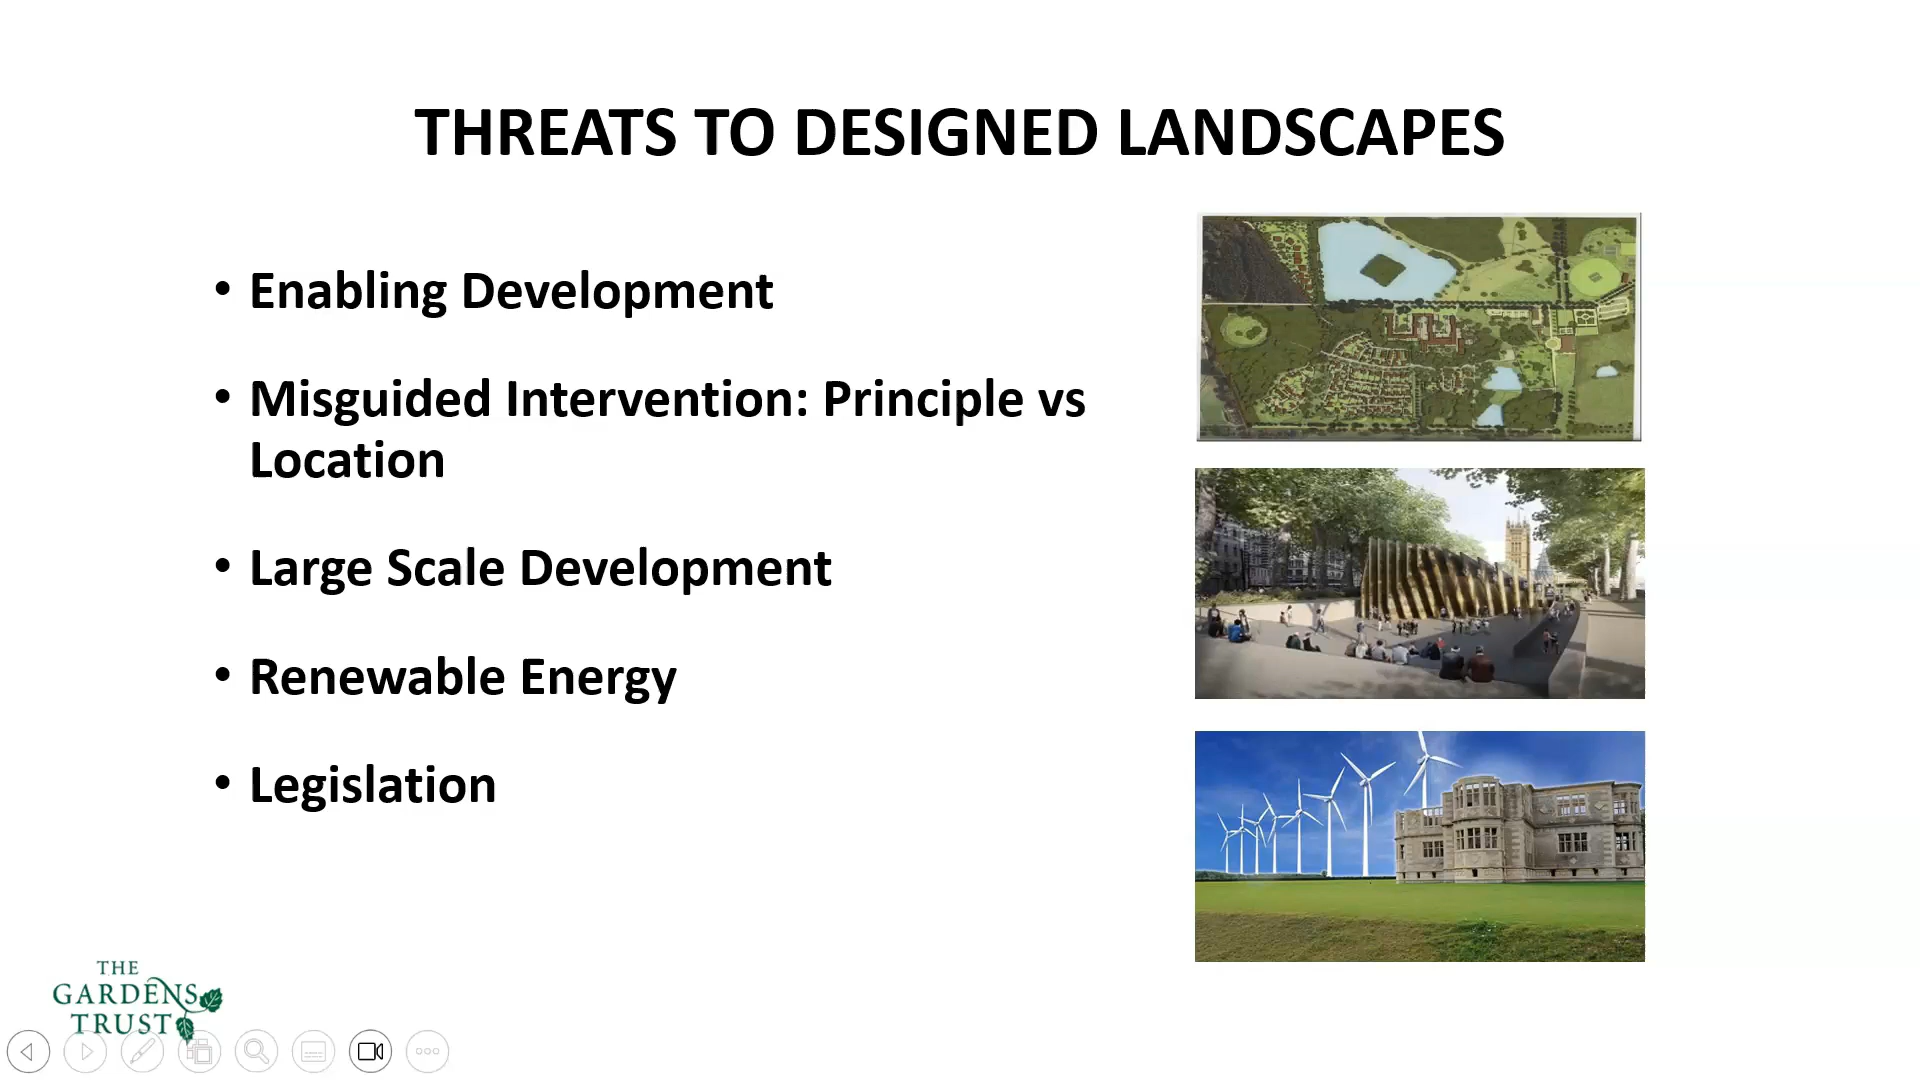 THREATS TO DESIGNED LANDSCAPES
• Enabling Development
• Misguided Intervention: Principle vs
Location
• Large Scale Development
• Renewable Energy
• Legislation
THE
GARDENS
TRUST